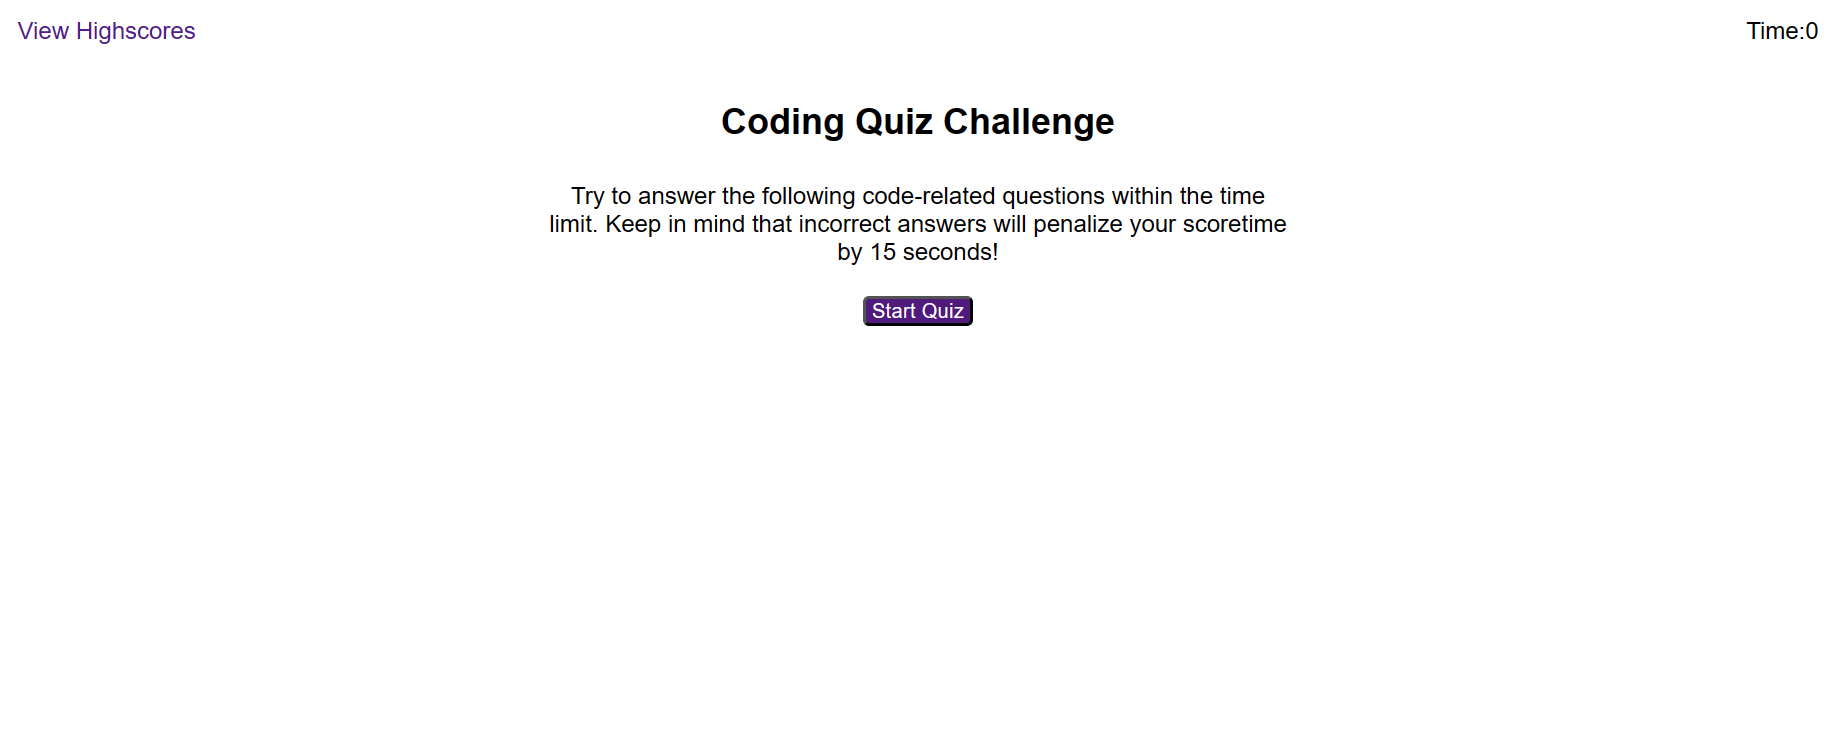 View Highscores
Time:0
Coding Quiz Challenge
Try to answer the following code-related questions within the time
limit. Keep in mind that incorrect answers will penalize your scoretime
by 15 seconds!
Start Quiz